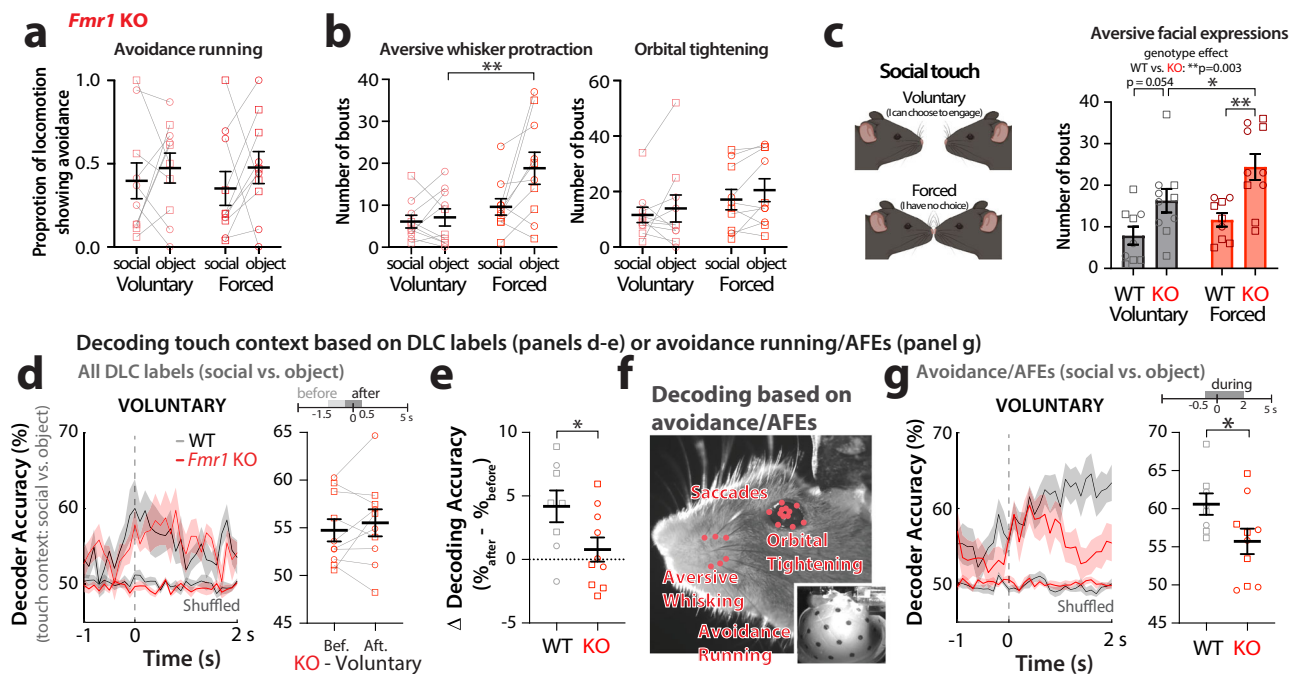 Fmr1 KO
a
Avoidance running
Proprotion of locomotion
showing avoidance
1.0
0.5
0.0
social object
social object
Voluntary
Forced
b
Aversive whisker protraction
**
Number of bouts
40
30
20
10
0
social object
social object
Voluntary
Forced
Orbital tightening
Number of bouts
60
40
20
0
social object
social object
Voluntary
Forced
c
Social touch
Voluntary
(I can choose to engage)
Forced
(I have no choice)
Aversive facial expressions
genotype effect
WT vs. KO: **p=0.003
p = 0.054
*
**
Number of bouts
40
30
20
10
0
WT KO
WT KO
Voluntary
Forced
Decoding touch context based on DLC labels (panels d-e) or avoidance running/AFEs (panel g)
d
All DLC labels (social vs. object)
VOLUNTARY
WT
Fmr1 KO
Decoder Accuracy (%)
(touch context: social vs. object)
70
60
50
Shuffled
-1
0
2 s
Time (s)
before
after
-1.5
0
0.5
5 s
65
60
55
50
45
Bef.
Aft.
KO - Voluntary
e
*
Δ Decoding Accuracy
(%after - %before)
10
5
0
-5
WT KO
f
Decoding based on
avoidance/AFEs
Saccades
Orbital
Tightening
Aversive
Whisking
Avoidance
Running
g
Avoidance/AFEs (social vs. object)
VOLUNTARY
Decoder Accuracy (%)
70
60
50
Shuffled
-1
0
2 s
Time (s)
during
-0.5
0
2
5 s
*
70
65
60
55
50
45
WT KO